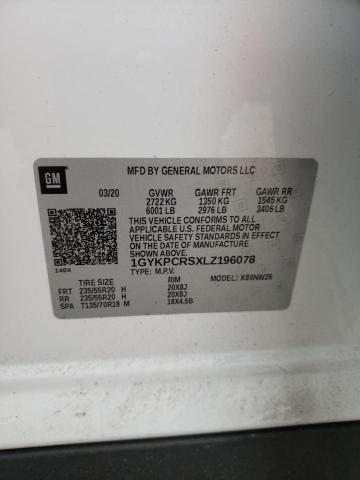 GM
MFD BY GENERAL MOTORS LLC
03/20 GVWR GAWR FRT GAWR RR
2722 KG 1350 KG 1545 KG
6001 LB 2976 LB 3406 LB
THIS VEHICLE CONFORMS TO ALL
APPLICABLE U.S. FEDERAL MOTOR
VEHICLE SAFETY STANDARDS IN
EFFECT ON THE DATE OF MANUFACTURE
SHOWN ABOVE.
1GYKPCRSXLZ196078
140X TYPE: M.P.V. MODEL: X8SNW26
TIRE SIZE RIM
FRT 235/55R20 H 20X8J
RR 235/55R20 H 20X8J
SPA T135/70R18 M 18X4.5B